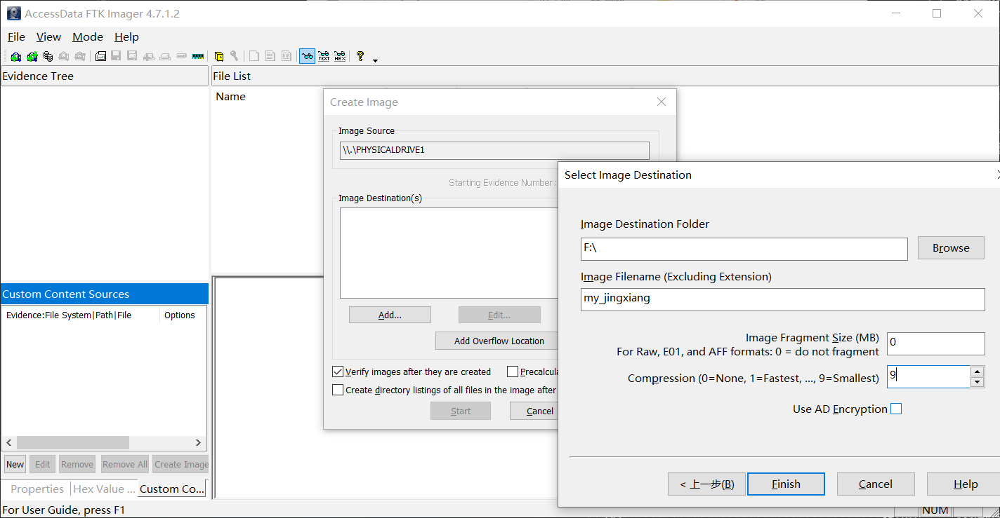 AccessData FTK Imager 4.7.1.2
File View Mode Help
Evidence Tree
File List
Name
Create Image
Image Source
\\.\PHYSICALDRIVE1
Starting Evidence Number:
Image Destination(s)
Add...
Edit...
Add Overflow Location
Verify images after they are created
Create directory listings of all files in the image after
Start
Cancel
Select Image Destination
Image Destination Folder
F:\
Browse
Image Filename (Excluding Extension)
my_jingxiang
Image Fragment Size (MB)
For Raw, E01, and AFF formats: 0 = do not fragment
0
Compression (0=None, 1=Fastest, ..., 9=Smallest)
9
Use AD Encryption
< 上一步(B)
Finish
Cancel
Help
Custom Content Sources
Evidence:File System|Path|File
Options
New
Edit
Remove
Remove All
Create Image
Properties
Hex Value ...
Custom Co...
For User Guide, press F1
NUM